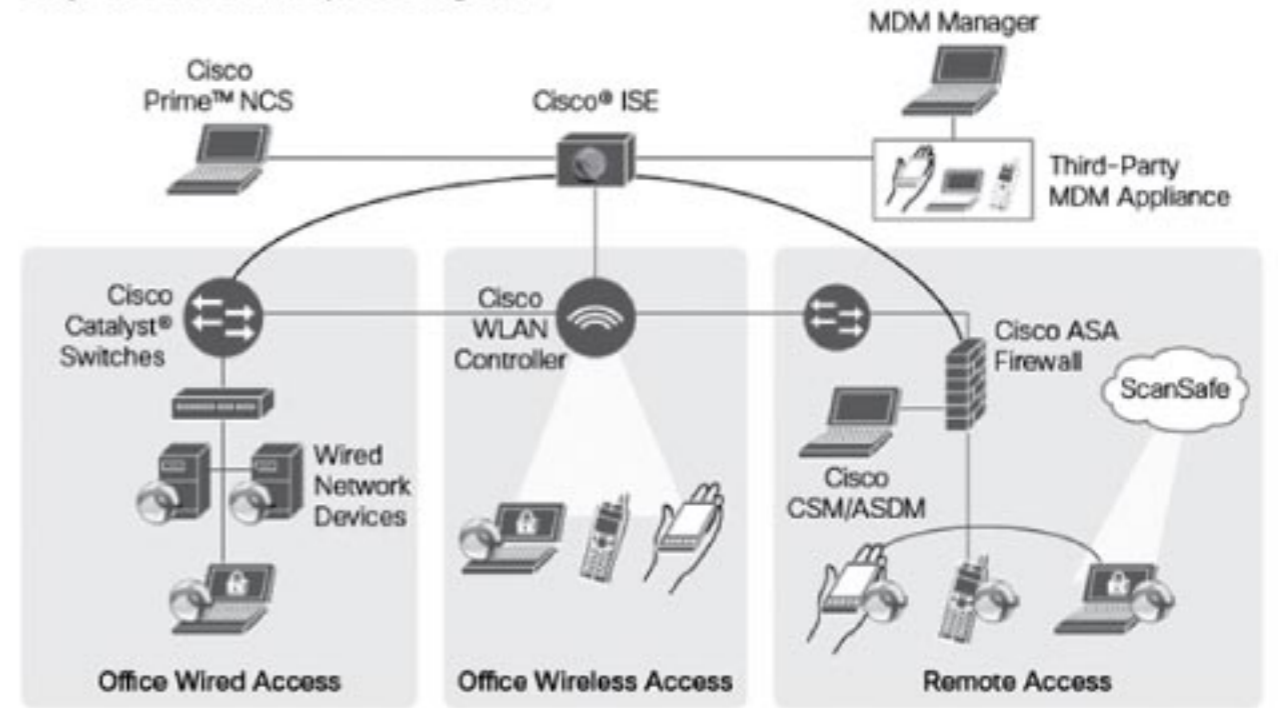 MDM Manager
Cisco
Prime™ NCS
Cisco® ISE
Third-Party
MDM Appliance
Cisco
Catalyst®
Switches
Cisco
WLAN
Controller
Cisco ASA
Firewall
ScanSafe
Wired
Network
Devices
Cisco
CSM/ASDM
Office Wired Access
Office Wireless Access
Remote Access